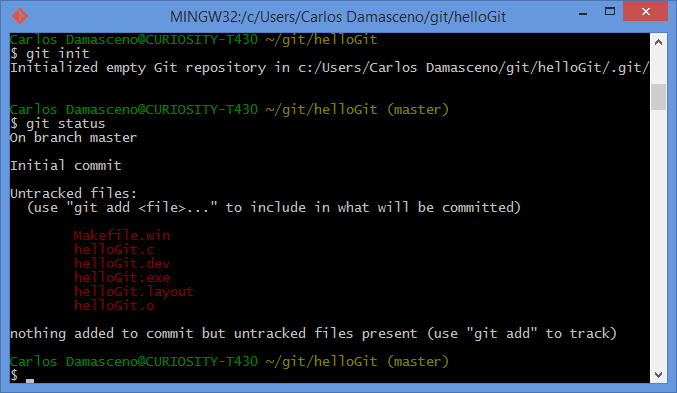 MINGW32:/c/Users/Carlos Damasceno/git/helloGit
Carlos Damasceno@CURIOSITY-T430 ~/git/helloGit
$ git init
Initialized empty Git repository in c:/Users/Carlos Damasceno/git/helloGit/.git/
Carlos Damasceno@CURIOSITY-T430 ~/git/helloGit (master)
$ git status
On branch master
Initial commit
Untracked files:
(use "git add <file>..." to include in what will be committed)
Makefile.win
helloGit.c
helloGit.dev
helloGit.exe
helloGit.layout
helloGit.o
nothing added to commit but untracked files present (use "git add" to track)
Carlos Damasceno@CURIOSITY-T430 ~/git/helloGit (master)
$